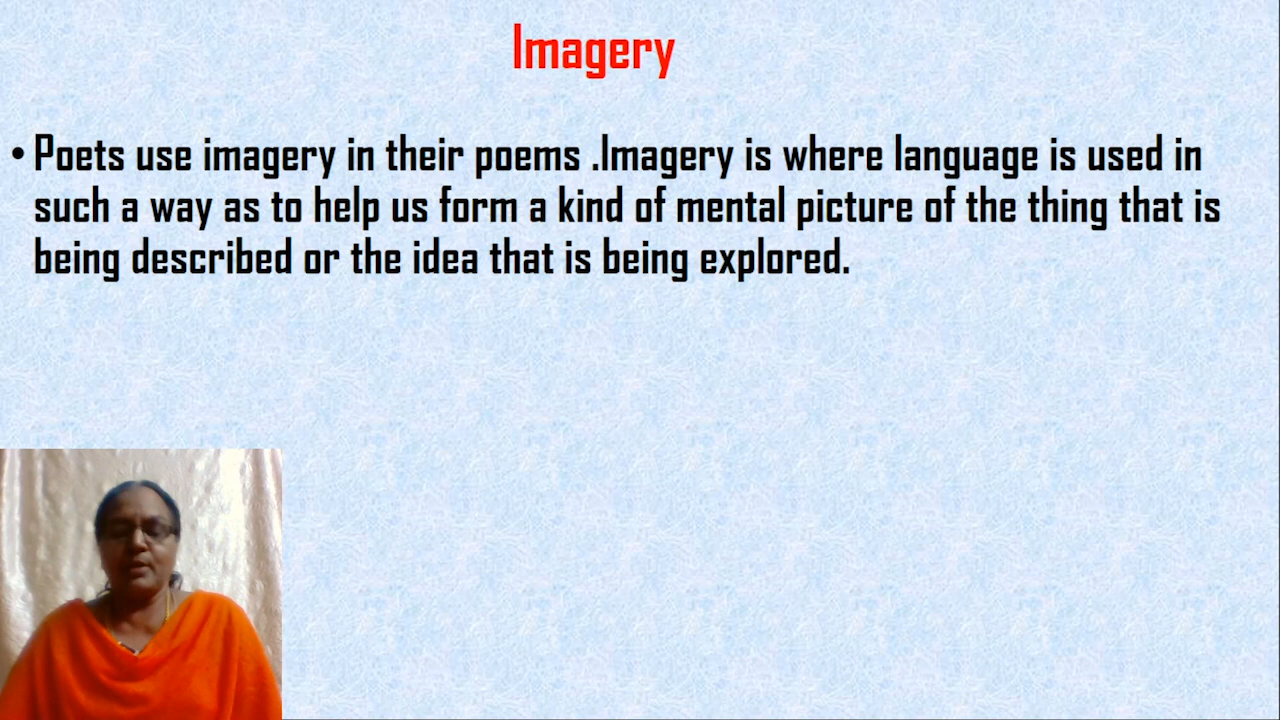 Imagery
• Poets use imagery in their poems .Imagery is where language is used in
such a way as to help us form a kind of mental picture of the thing that is
being described or the idea that is being explored.